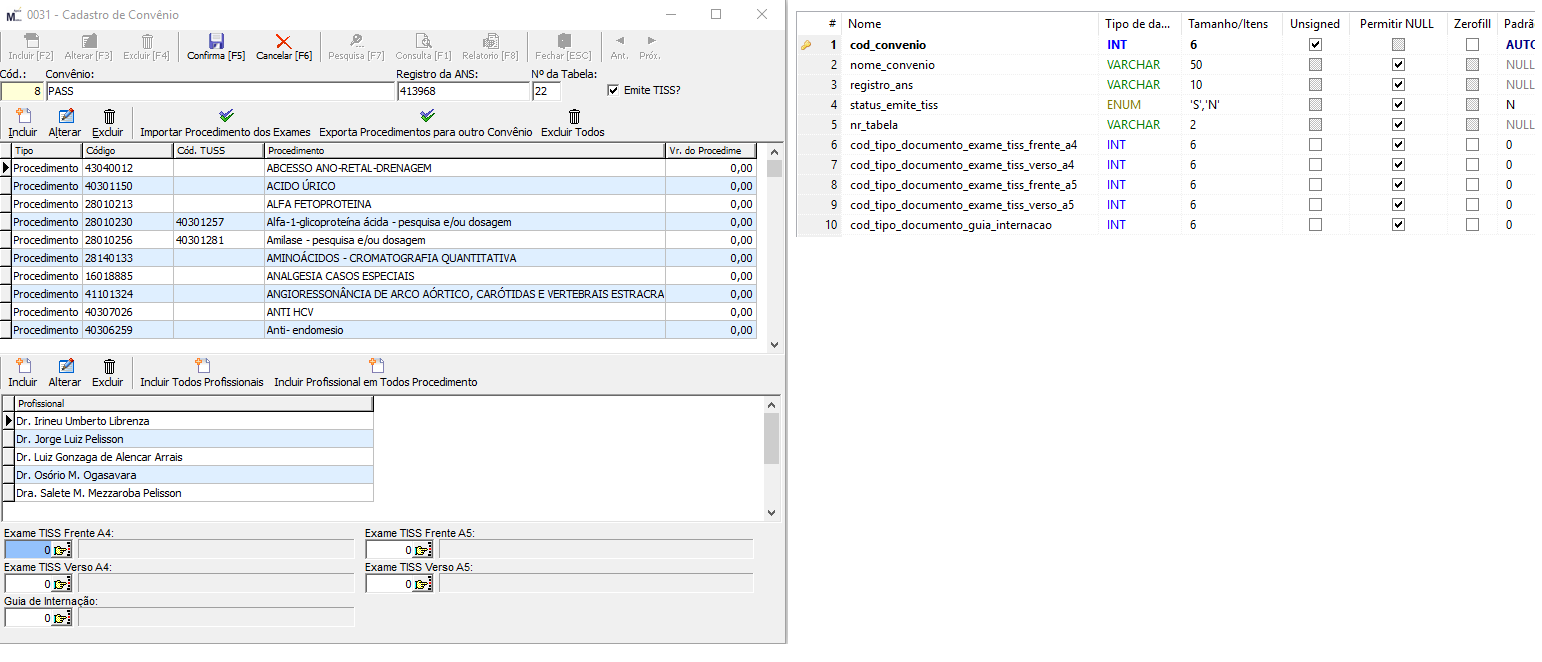 0031 - Cadastro de Convênio
Incluir [F2] Alterar [F3] Excluir [F4] Confirma [F5] Cancelar [F6] Pesquisa [F7] Consulta [F1] Relatorio [F8] Fechar [ESC] Ant. Próx.
Cód.: Convênio: Registro da ANS: Nº da Tabela:
8 PASS 413968 22 Emite TISS?
Incluir Alterar Excluir Importar Procedimento dos Exames Exporta Procedimentos para outro Convênio Excluir Todos
Tipo Código Cód. TUSS Procedimento Vr. do Procedime
Procedimento 43040012 ABCESSO ANO-RETAL-DRENAGEM 0,00
Procedimento 40301150 ACIDO ÚRICO 0,00
Procedimento 28010213 ALFA FETOPROTEINA 0,00
Procedimento 28010230 40301257 Alfa-1-glicoproteína ácida - pesquisa e/ou dosagem 0,00
Procedimento 28010256 40301281 Amilase - pesquisa e/ou dosagem 0,00
Procedimento 28140133 AMINOÁCIDOS - CROMATOGRAFIA QUANTITATIVA 0,00
Procedimento 16018885 ANALGESIA CASOS ESPECIAIS 0,00
Procedimento 41101324 ANGIORESSONÂNCIA DE ARCO AÓRTICO, CARÓTIDAS E VERTEBRAIS ESTRACRA 0,00
Procedimento 40307026 ANTI HCV 0,00
Procedimento 40306259 Anti- endomesio 0,00
Incluir Alterar Excluir Incluir Todos Profissionais Incluir Profissional em Todos Procedimento
Profissional
Dr. Irineu Umberto Librenza
Dr. Jorge Luiz Pelisson
Dr. Luiz Gonzaga de Alencar Arrais
Dr. Osório M. Ogasavara
Dra. Salete M. Mezzaroba Pelisson
Exame TISS Frente A4: Exame TISS Frente A5:
0 0
Exame TISS Verso A4: Exame TISS Verso A5:
0 0
Guia de Internação:
0
# Nome Tipo de da... Tamanho/Itens Unsigned Permitir NULL Zerofill Padrã
1 cod_convenio INT 6 AUTO
2 nome_convenio VARCHAR 50 NULL
3 registro_ans VARCHAR 10 NULL
4 status_emite_tiss ENUM 'S','N' N
5 nr_tabela VARCHAR 2 NULL
6 cod_tipo_documento_exame_tiss_frente_a4 INT 6 0
7 cod_tipo_documento_exame_tiss_verso_a4 INT 6 0
8 cod_tipo_documento_exame_tiss_frente_a5 INT 6 0
9 cod_tipo_documento_exame_tiss_verso_a5 INT 6 0
10 cod_tipo_documento_guia_internacao INT 6 0